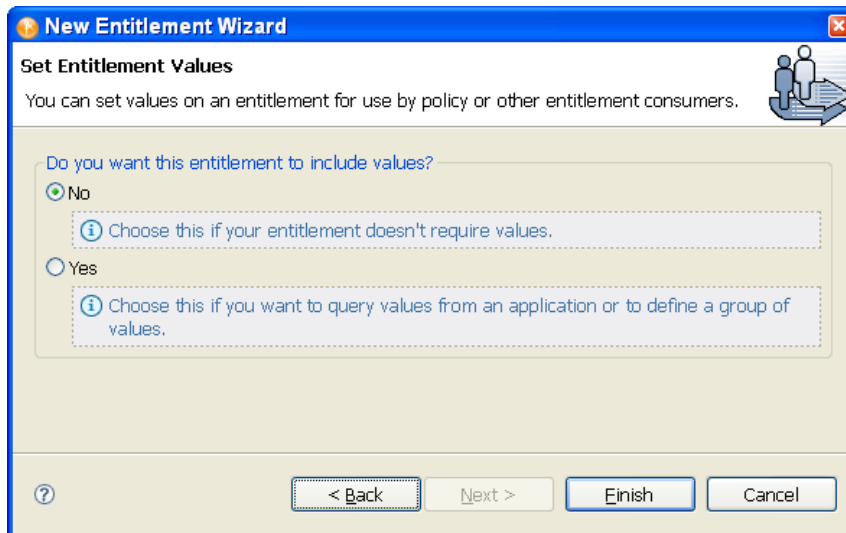 New Entitlement Wizard
Set Entitlement Values
You can set values on an entitlement for use by policy or other entitlement consumers.
Do you want this entitlement to include values?
No
Choose this if your entitlement doesn't require values.
Yes
Choose this if you want to query values from an application or to define a group of
values.
< Back
Next >
Finish
Cancel